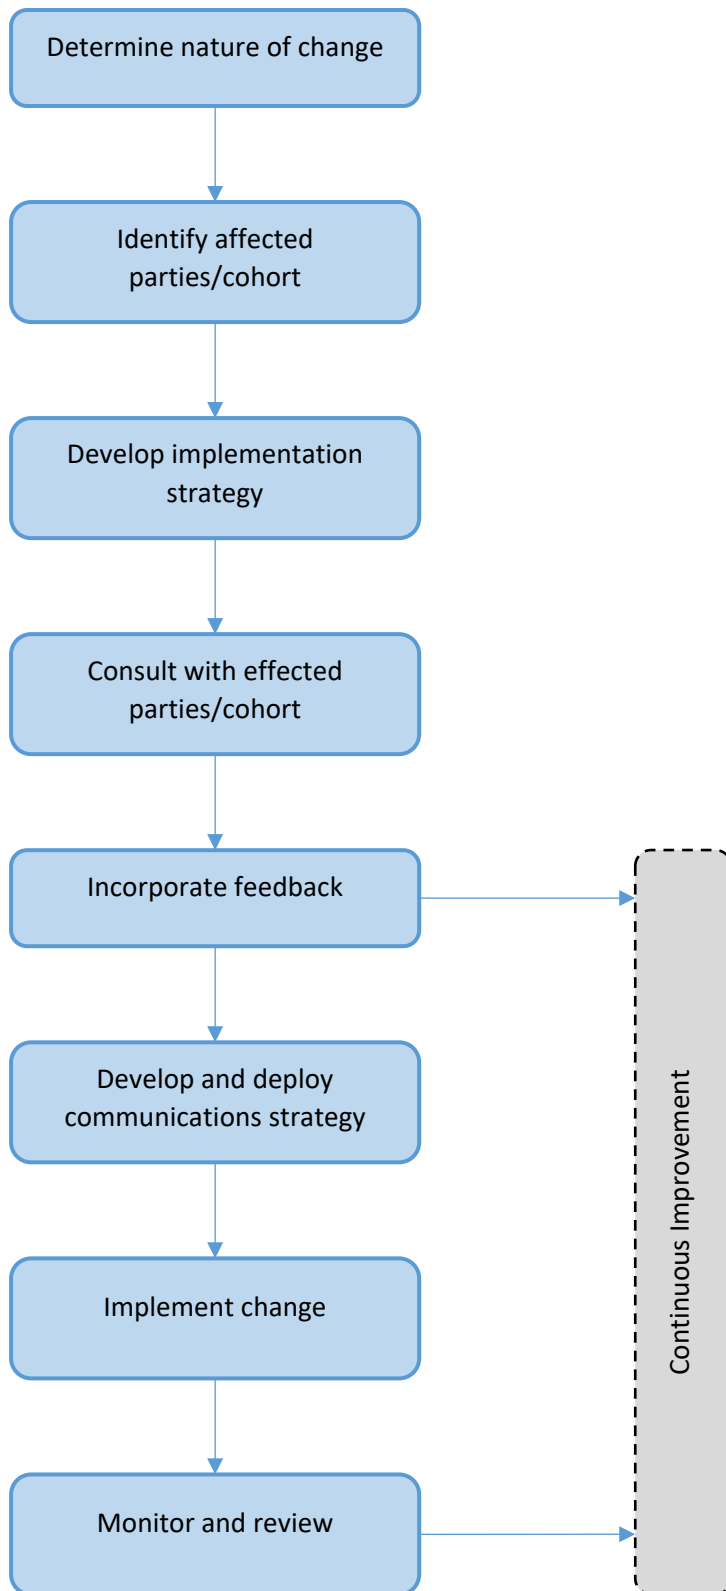 Determine nature of change
Identify affected
parties/cohort
Develop implementation
strategy
Consult with effected
parties/cohort
Incorporate feedback
Develop and deploy
communications strategy
Implement change
Monitor and review
Continuous Improvement